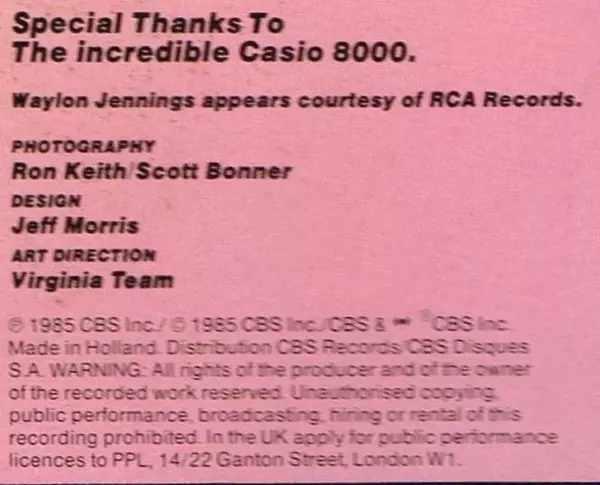 Special Thanks To
The incredible Casio 8000.
Waylon Jennings appears courtesy of RCA Records.
PHOTOGRAPHY
Ron Keith/Scott Bonner
DESIGN
Jeff Morris
ART DIRECTION
Virginia Team
℗ 1985 CBS Inc./ © 1985 CBS Inc./CBS & ®CBS Inc.
Made in Holland. Distribution CBS Records/CBS Disques
S.A. WARNING: All rights of the producer and of the owner
of the recorded work reserved. Unauthorised copying,
public performance, broadcasting, hiring or rental of this
recording prohibited. In the UK apply for public performance
licences to PPL, 14/22 Ganton Street, London W1.